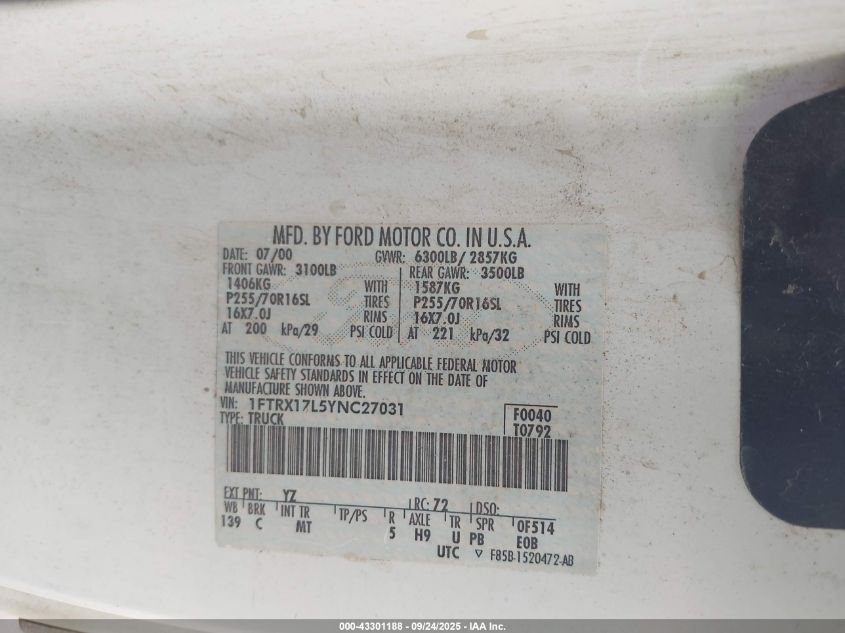 MFD. BY FORD MOTOR CO. IN U.S.A.
DATE: 07/00 GVWR: 6300LB/ 2857KG
FRONT GAWR: 3100LB REAR GAWR: 3500LB
1406KG WITH 1587KG WITH
P255/70R16SL TIRES P255/70R16SL TIRES
16X7.0J RIMS 16X7.0J RIMS
AT 200 kPa/29 PSI COLD AT 221 kPa/32 PSI COLD
THIS VEHICLE CONFORMS TO ALL APPLICABLE FEDERAL MOTOR
VEHICLE SAFETY STANDARDS IN EFFECT ON THE DATE OF
MANUFACTURE SHOWN ABOVE.
VIN: 1FTRX17L5YNC27031 F0040
TYPE: TRUCK T0792
EXT PNT: YZ RC: 72 DSO:
WB BRK INT TR TP/PS R AXLE TR SPR 0F514
139 C MT 5 H9 U PB E0B
UTC ▽ F85B-1520472-AB
000-43301188 - 09/24/2025 - IAA Inc.